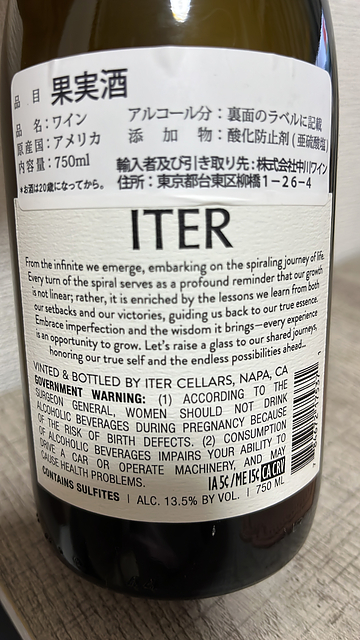 品 目 果実酒
品 名：ワイン アルコール分：裏面のラベルに記載
原産国：アメリカ 添 加 物：酸化防止剤(亜硫酸塩)
内容量：750ml 輸入者及び引き取り先：株式会社中川ワイン
*お酒は20歳になってから。 住所：東京都台東区柳橋1-26-4
ITER
From the infinite we emerge, embarking on the spiraling journey of life.
Every turn of the spiral serves as a profound reminder that our growth
is not linear; rather, it is enriched by the lessons we learn from both
our setbacks and our victories, guiding us back to our true essence.
Embrace imperfection and the wisdom it brings—every experience
is an opportunity to grow. Let's raise a glass to our shared journeys,
honoring our true self and the endless possibilities ahead...
VINTED & BOTTLED BY ITER CELLARS, NAPA, CA
GOVERNMENT WARNING: (1) ACCORDING TO THE
SURGEON GENERAL, WOMEN SHOULD NOT DRINK
ALCOHOLIC BEVERAGES DURING PREGNANCY BECAUSE
OF THE RISK OF BIRTH DEFECTS. (2) CONSUMPTION
OF ALCOHOLIC BEVERAGES IMPAIRS YOUR ABILITY TO
DRIVE A CAR OR OPERATE MACHINERY, AND MAY
CAUSE HEALTH PROBLEMS.
IA 5¢/ME 15¢ CA CRV
CONTAINS SULFITES | ALC. 13.5% BY VOL. | 750 ML